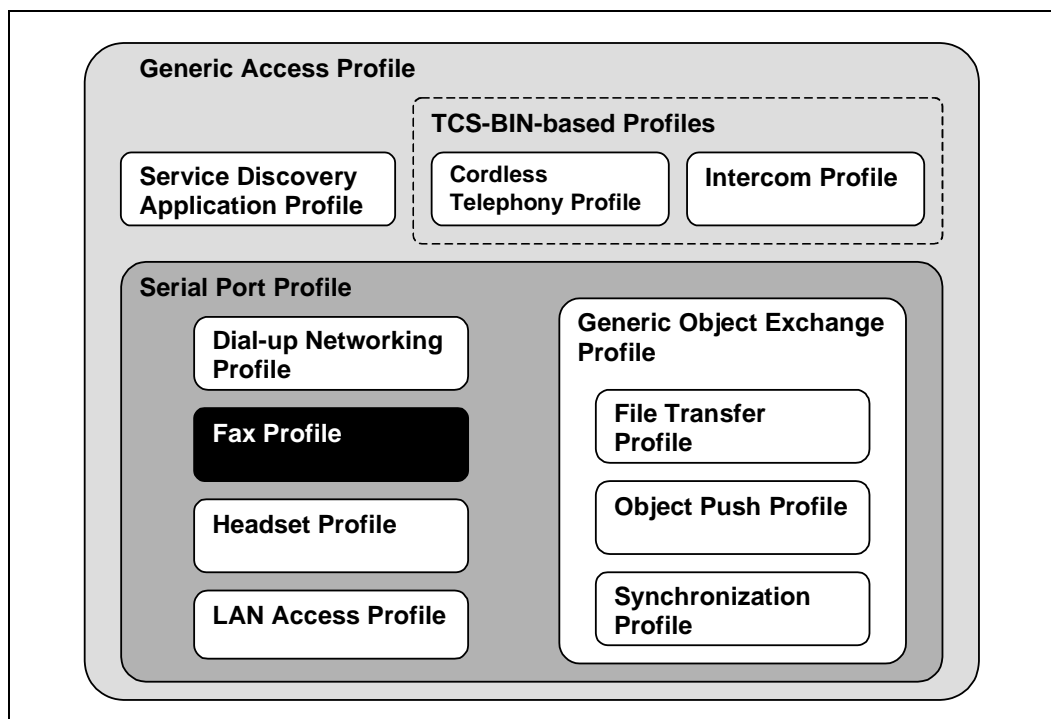 Generic Access Profile
TCS-BIN-based Profiles
Service Discovery
Application Profile
Cordless
Telephony Profile
Intercom Profile
Serial Port Profile
Dial-up Networking
Profile
Fax Profile
Headset Profile
LAN Access Profile
Generic Object Exchange
Profile
File Transfer
Profile
Object Push Profile
Synchronization
Profile